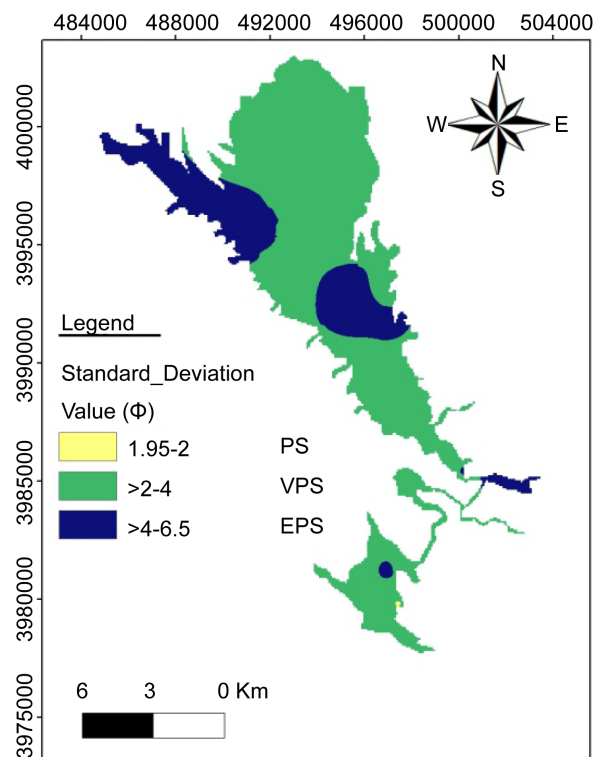 484000 488000 492000 496000 500000 504000
N
W E
S
4000000
3995000
3990000
3985000
3980000
3975000
Legend
Standard_Deviation
Value (Φ)
1.95-2 PS
>2-4 VPS
>4-6.5 EPS
6 3 0 Km